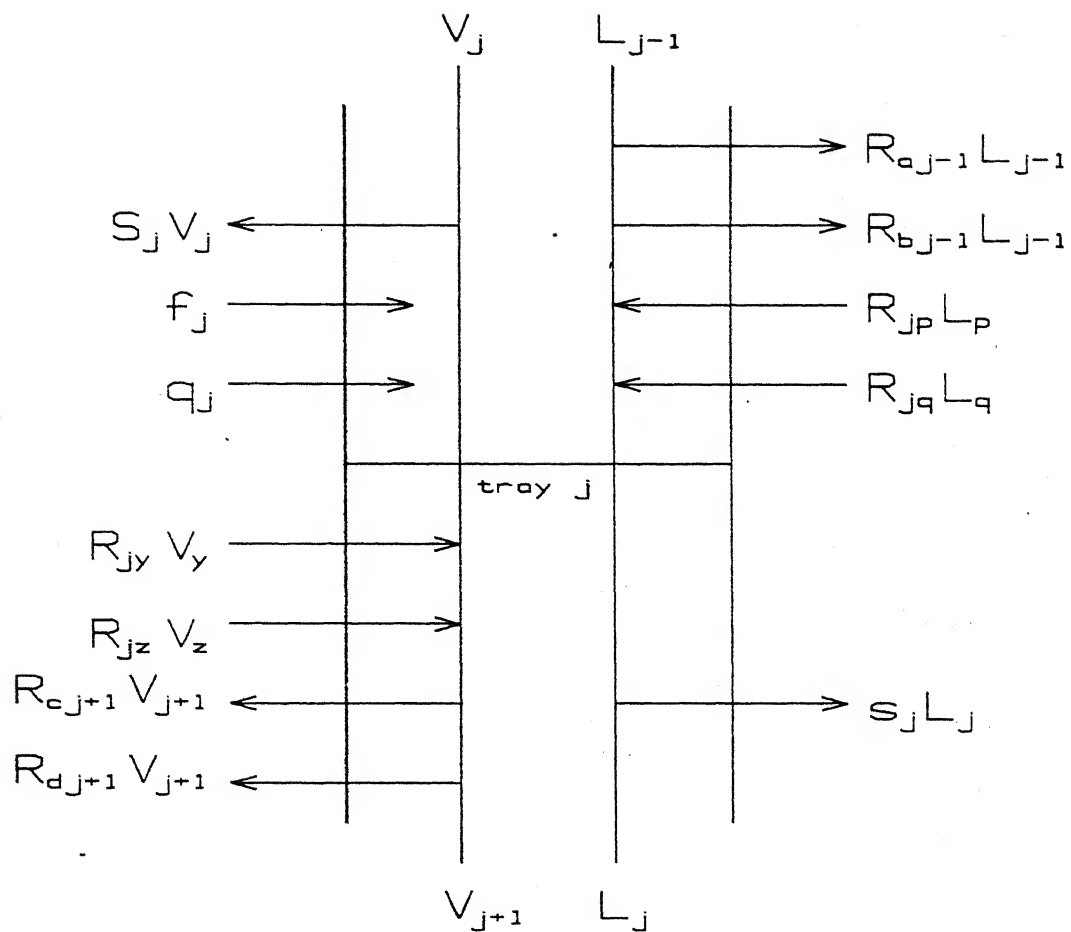 V_j
L_{j-1}
R_{aj-1} L_{j-1}
S_j V_j
R_{bj-1} L_{j-1}
f_j
R_{jp} L_p
q_j
R_{jq} L_q
tray j
R_{jy} V_y
R_{jz} V_z
R_{cj+1} V_{j+1}
s_j L_j
R_{dj+1} V_{j+1}
V_{j+1}
L_j